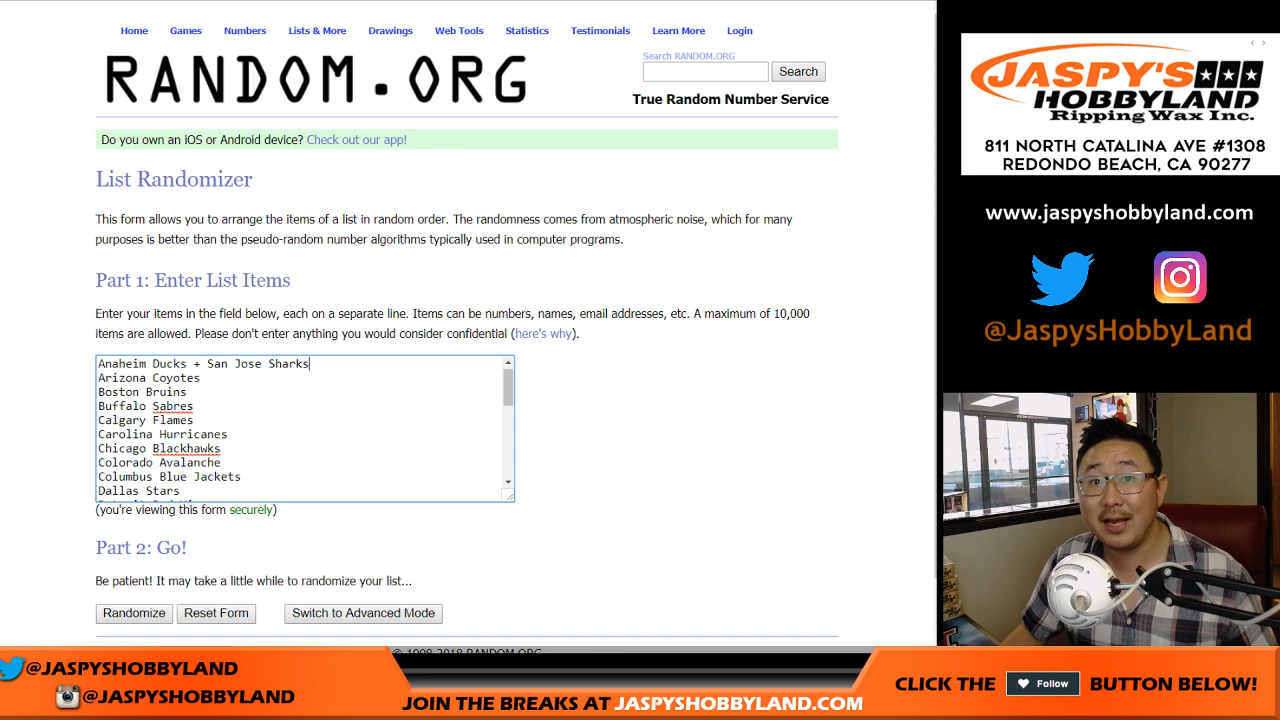 Home Games Numbers Lists & More Drawings Web Tools Statistics Testimonials Learn More Login
RANDOM.ORG
Search RANDOM.ORG
Search
True Random Number Service
Do you own an iOS or Android device? Check out our app!
List Randomizer
This form allows you to arrange the items of a list in random order. The randomness comes from atmospheric noise, which for many
purposes is better than the pseudo-random number algorithms typically used in computer programs.
Part 1: Enter List Items
Enter your items in the field below, each on a separate line. Items can be numbers, names, email addresses, etc. A maximum of 10,000
items are allowed. Please don't enter anything you would consider confidential (here's why).
Anaheim Ducks + San Jose Sharks
Arizona Coyotes
Boston Bruins
Buffalo Sabres
Calgary Flames
Carolina Hurricanes
Chicago Blackhawks
Colorado Avalanche
Columbus Blue Jackets
Dallas Stars
(you're viewing this form securely)
Part 2: Go!
Be patient! It may take a little while to randomize your list...
Randomize Reset Form Switch to Advanced Mode
JASPY'S
HOBBYLAND
Ripping Wax Inc.
811 NORTH CATALINA AVE #1308
REDONDO BEACH, CA 90277
www.jaspyshobbyland.com
@JaspysHobbyLand
@JASPYSHOBBYLAND
@JASPYSHOBBYLAND
JOIN THE BREAKS AT JASPYSHOBBYLAND.COM
CLICK THE Follow BUTTON BELOW!